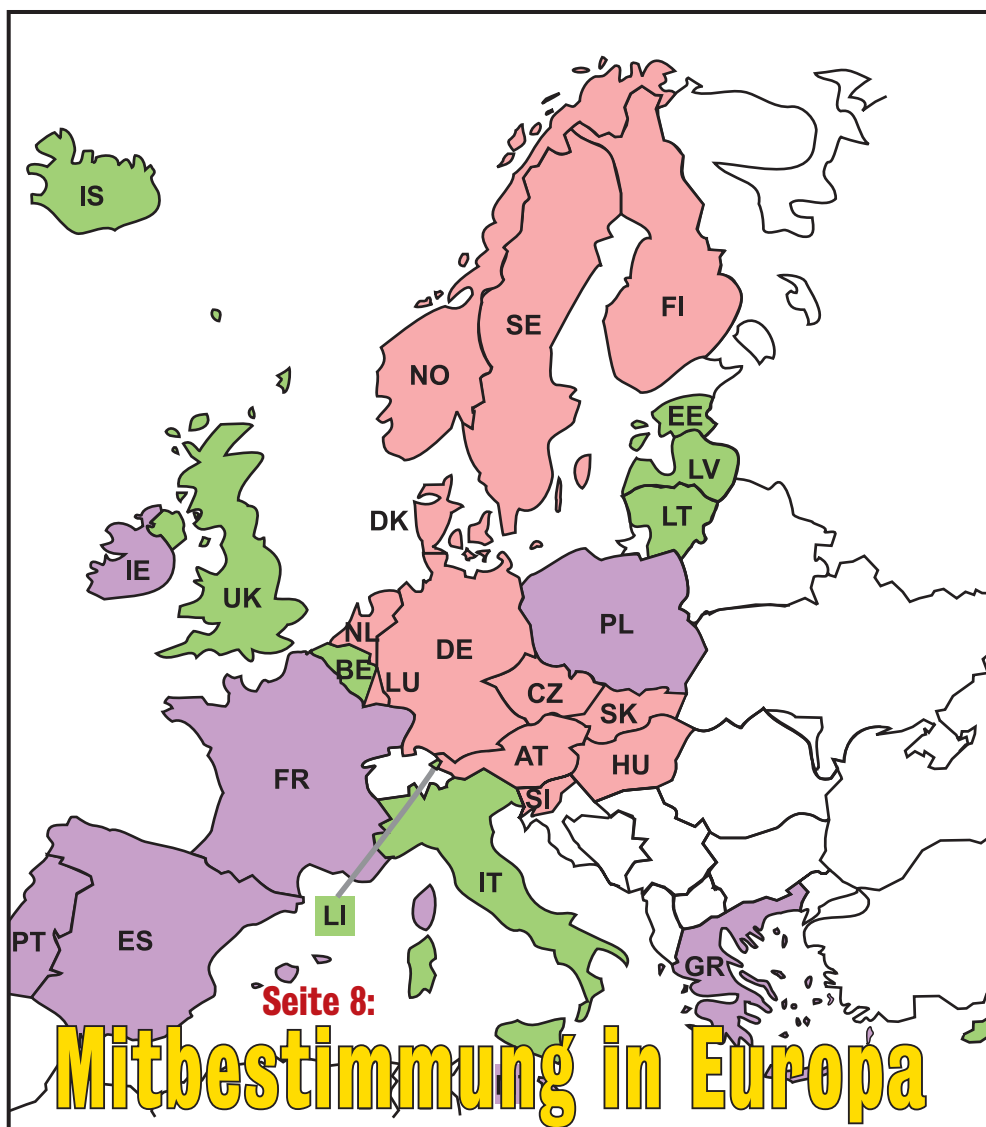 IS
FI
SE
NO
EE
LV
LT
DK
IE
UK
PL
NL
DE
BE
LU
CZ
SK
AT
HU
FR
SI
IT
LI
PT
ES
GR
Seite 8:
Mitbestimmung in Europa